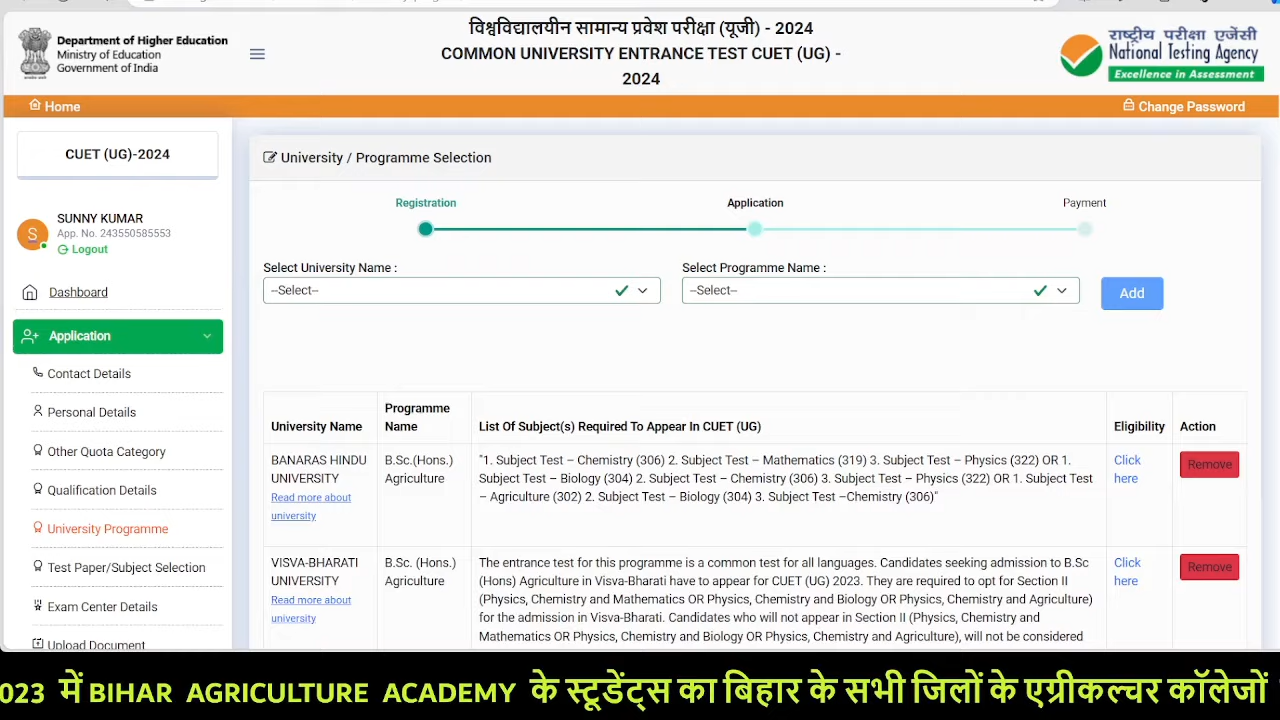 विश्वविद्यालयीन सामान्य प्रवेश परीक्षा (यूजी) - 2024
COMMON UNIVERSITY ENTRANCE TEST CUET (UG) -
2024
Department of Higher Education
Ministry of Education
Government of India
राष्ट्रीय परीक्षा एजेंसी
National Testing Agency
Excellence in Assessment
Home
Change Password
CUET (UG)-2024
SUNNY KUMAR
App. No. 243550585553
Logout
Dashboard
Application
Contact Details
Personal Details
Other Quota Category
Qualification Details
University Programme
Test Paper/Subject Selection
Exam Center Details
Upload Document
University / Programme Selection
Registration Application Payment
Select University Name : Select Programme Name :
--Select-- --Select-- Add
Programme
University Name Name List Of Subject(s) Required To Appear In CUET (UG) Eligibility Action
BANARAS HINDU B.Sc.(Hons.) "1. Subject Test – Chemistry (306) 2. Subject Test – Mathematics (319) 3. Subject Test – Physics (322) OR 1. Click Remove
UNIVERSITY Agriculture Subject Test – Biology (304) 2. Subject Test – Chemistry (306) 3. Subject Test – Physics (322) OR 1. Subject Test here
Read more about – Agriculture (302) 2. Subject Test – Biology (304) 3. Subject Test –Chemistry (306)"
university
VISVA-BHARATI B.Sc. (Hons.) The entrance test for this programme is a common test for all languages. Candidates seeking admission to B.Sc Click Remove
UNIVERSITY Agriculture (Hons) Agriculture in Visva-Bharati have to appear for CUET (UG) 2023. They are required to opt for Section II here
Read more about (Physics, Chemistry and Mathematics OR Physics, Chemistry and Biology OR Physics, Chemistry and Agriculture)
university for the admission in Visva-Bharati. Candidates who will not appear in Section II (Physics, Chemistry and
Mathematics OR Physics, Chemistry and Biology OR Physics, Chemistry and Agriculture), will not be considered
023 में BIHAR AGRICULTURE ACADEMY के स्टूडेंट्स का बिहार के सभी जिलों के एग्रीकल्चर कॉलेजों